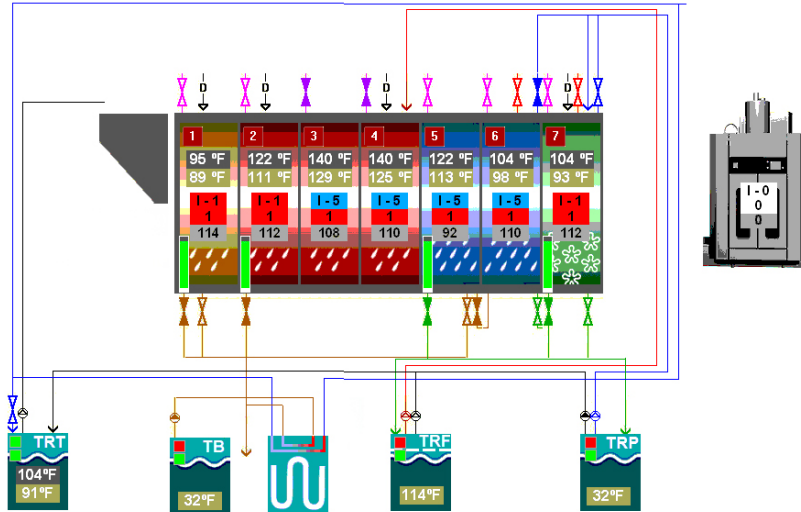 D D D D
1 2 3 4 5 6 7
95 ºF 122 ºF 140 ºF 140 ºF 122 ºF 104 ºF 104 ºF
89 ºF 111 ºF 129 ºF 125 ºF 113 ºF 98 ºF 93 ºF
I - 1 I - 1 I - 5 I - 5 I - 5 I - 5 I - 1
1 1 1 1 1 1 1
114 112 108 110 92 110 112
I - 0
0
0
TRT TB TRF TRP
104ºF
91ºF 32ºF 114ºF 32ºF